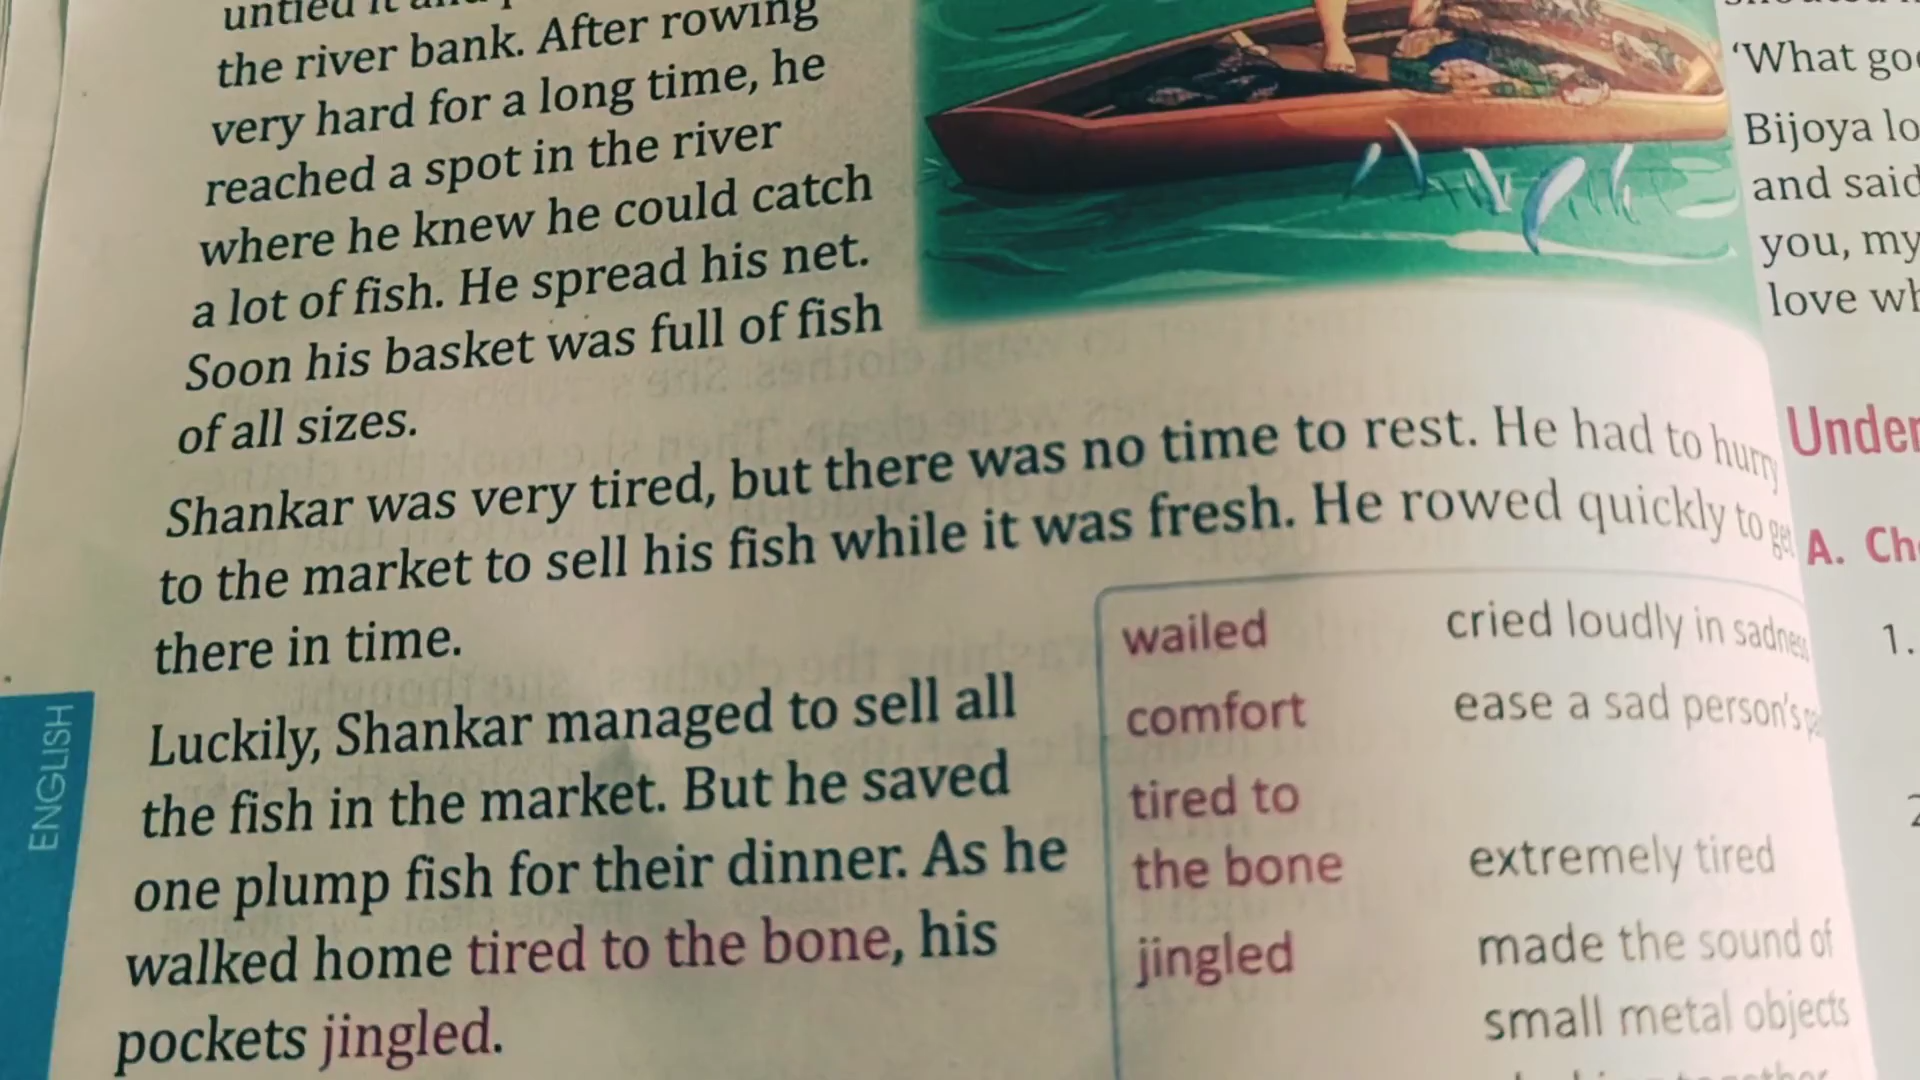 untied it and
the river bank. After rowing
very hard for a long time, he
reached a spot in the river
where he knew he could catch
a lot of fish. He spread his net.
Soon his basket was full of fish
of all sizes.
Shankar was very tired, but there was no time to rest. He had to hurry
to the market to sell his fish while it was fresh. He rowed quickly to get
there in time.
Luckily, Shankar managed to sell all
the fish in the market. But he saved
one plump fish for their dinner. As he
walked home tired to the bone, his
pockets jingled.
wailed cried loudly in sadness
comfort ease a sad person's
tired to
the bone extremely tired
jingled made the sound of
small metal objects
ENGLISH
'What
Bijoya
and said
you, my
love
A.
1.